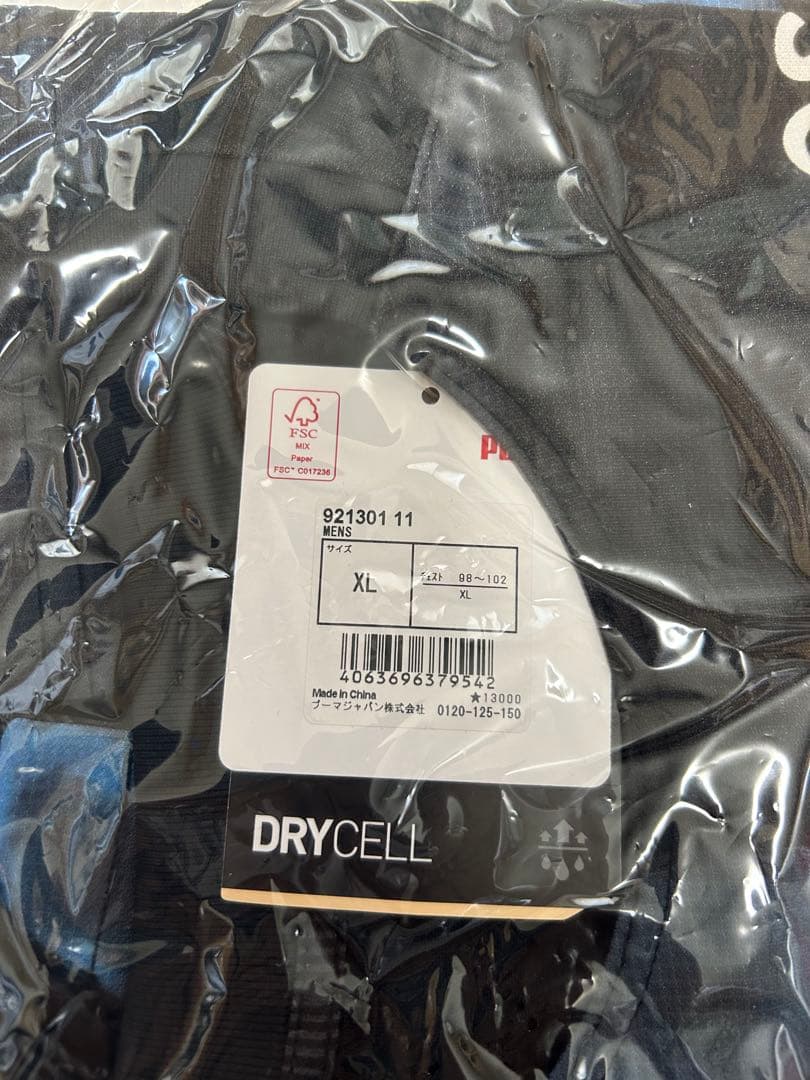 FSC
MIX
Paper
FSC™ C017236
921301 11
MENS
サイズ
XL
チェスト 98～102
XL
4063696379542
Made in China
★13000
プーマジャパン株式会社 0120-125-150
DRYCELL